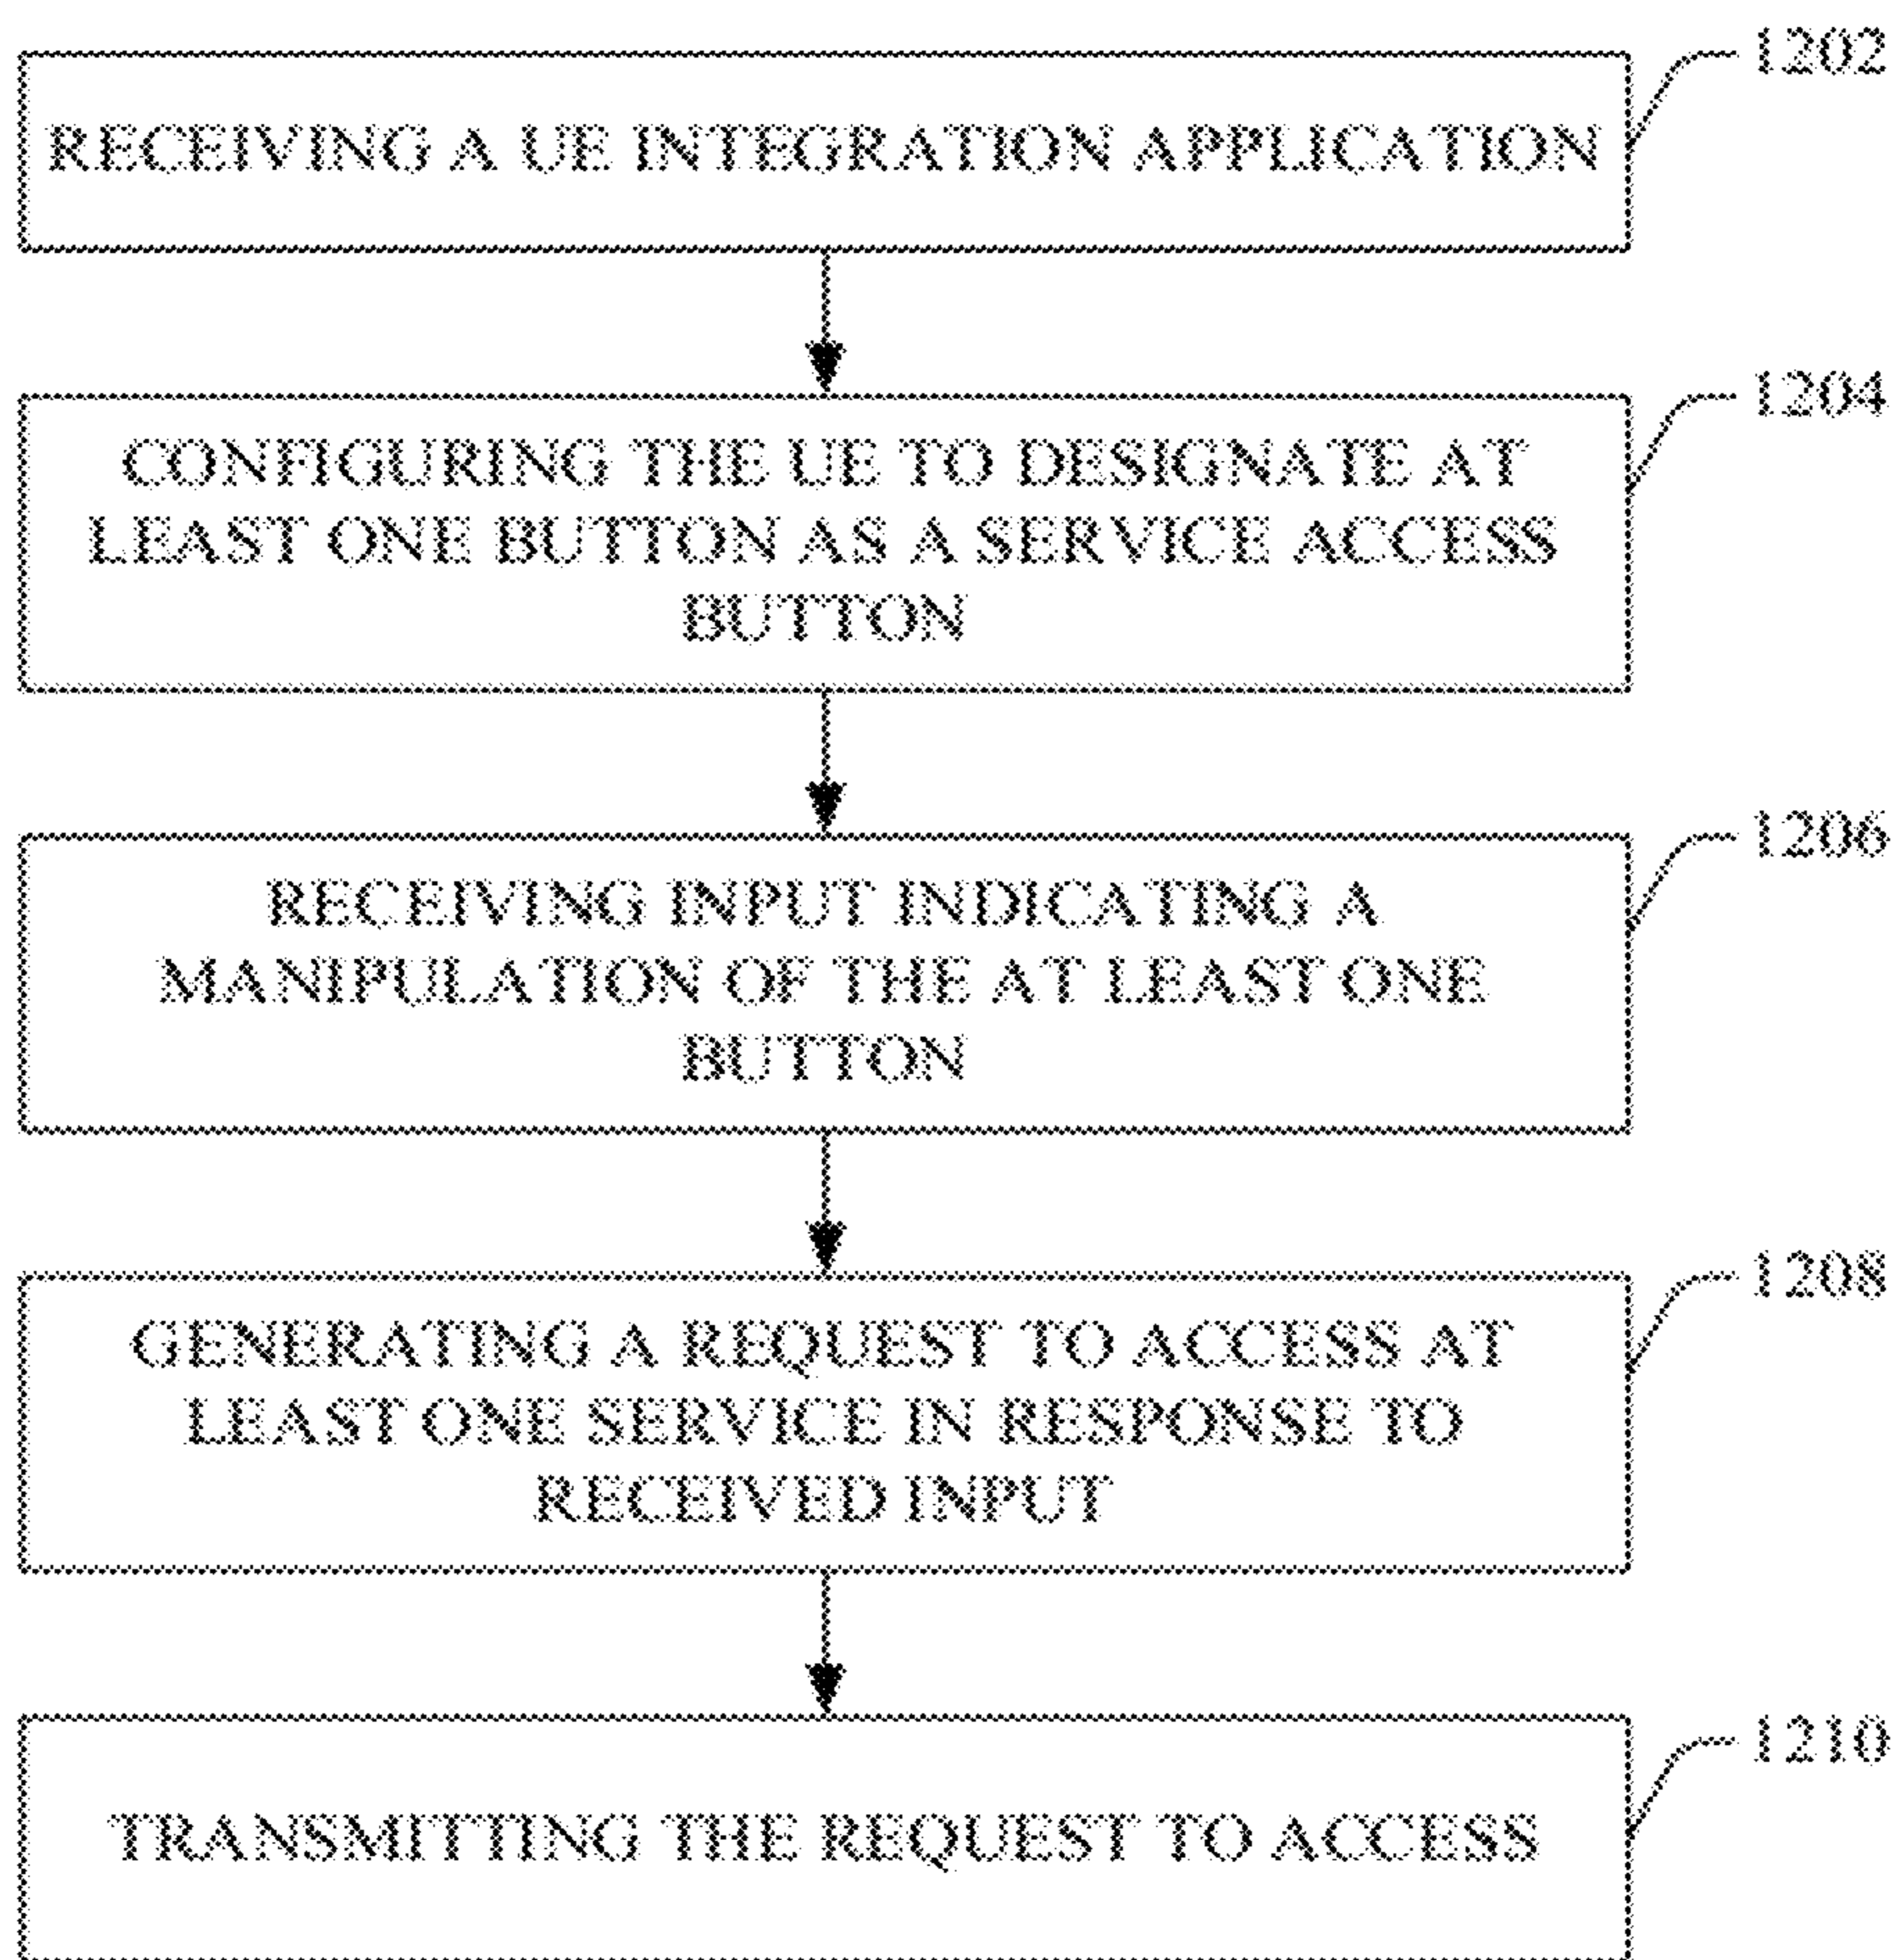 1202
RECEIVING A UE INTEGRATION APPLICATION
1204
CONFIGURING THE UE TO DESIGNATE AT
LEAST ONE BUTTON AS A SERVICE ACCESS
BUTTON
1206
RECEIVING INPUT INDICATING A
MANIPULATION OF THE AT LEAST ONE
BUTTON
1208
GENERATING A REQUEST TO ACCESS AT
LEAST ONE SERVICE IN RESPONSE TO
RECEIVED INPUT
1210
TRANSMITTING THE REQUEST TO ACCESS